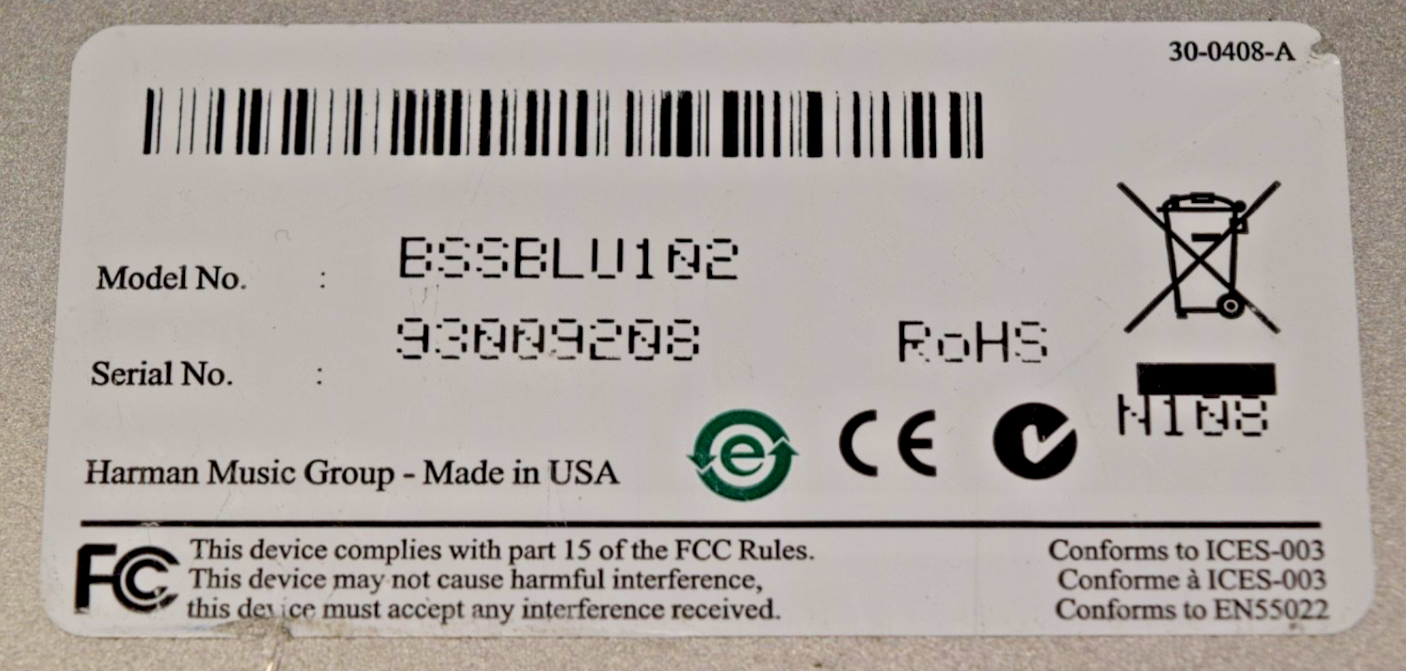 30-0408-A
Model No. : BSSBLU102
Serial No. : 93009208
RoHS
N108
Harman Music Group - Made in USA
e CE
FC This device complies with part 15 of the FCC Rules.
This device may not cause harmful interference,
this device must accept any interference received.
Conforms to ICES-003
Conforme à ICES-003
Conforms to EN55022